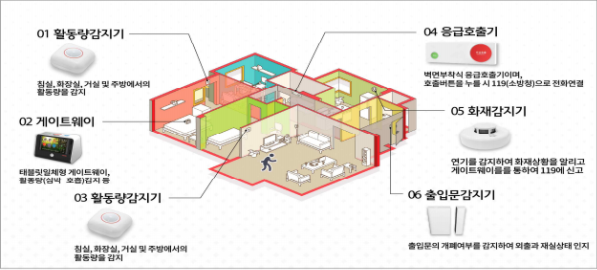 01 활동량감지기
침실, 화장실, 거실 및 주방에서의
활동량을 감지
02 게이트웨이
태블릿일체형 게이트웨이,
활동량(심박 호흡)감지 등
03 활동량감지기
침실, 화장실, 거실 및 주방에서의
활동량을 감지
04 응급호출기
벽면부착식 응급호출기이며,
호출버튼을 누를 시 119(소방청)으로 전화연결
05 화재감지기
연기를 감지하여 화재상황을 알리고
게이트웨이를를 통하여 119에 신고
06 출입문감지기
출입문의 개폐여부를 감지하여 외출과 재실상태 인지